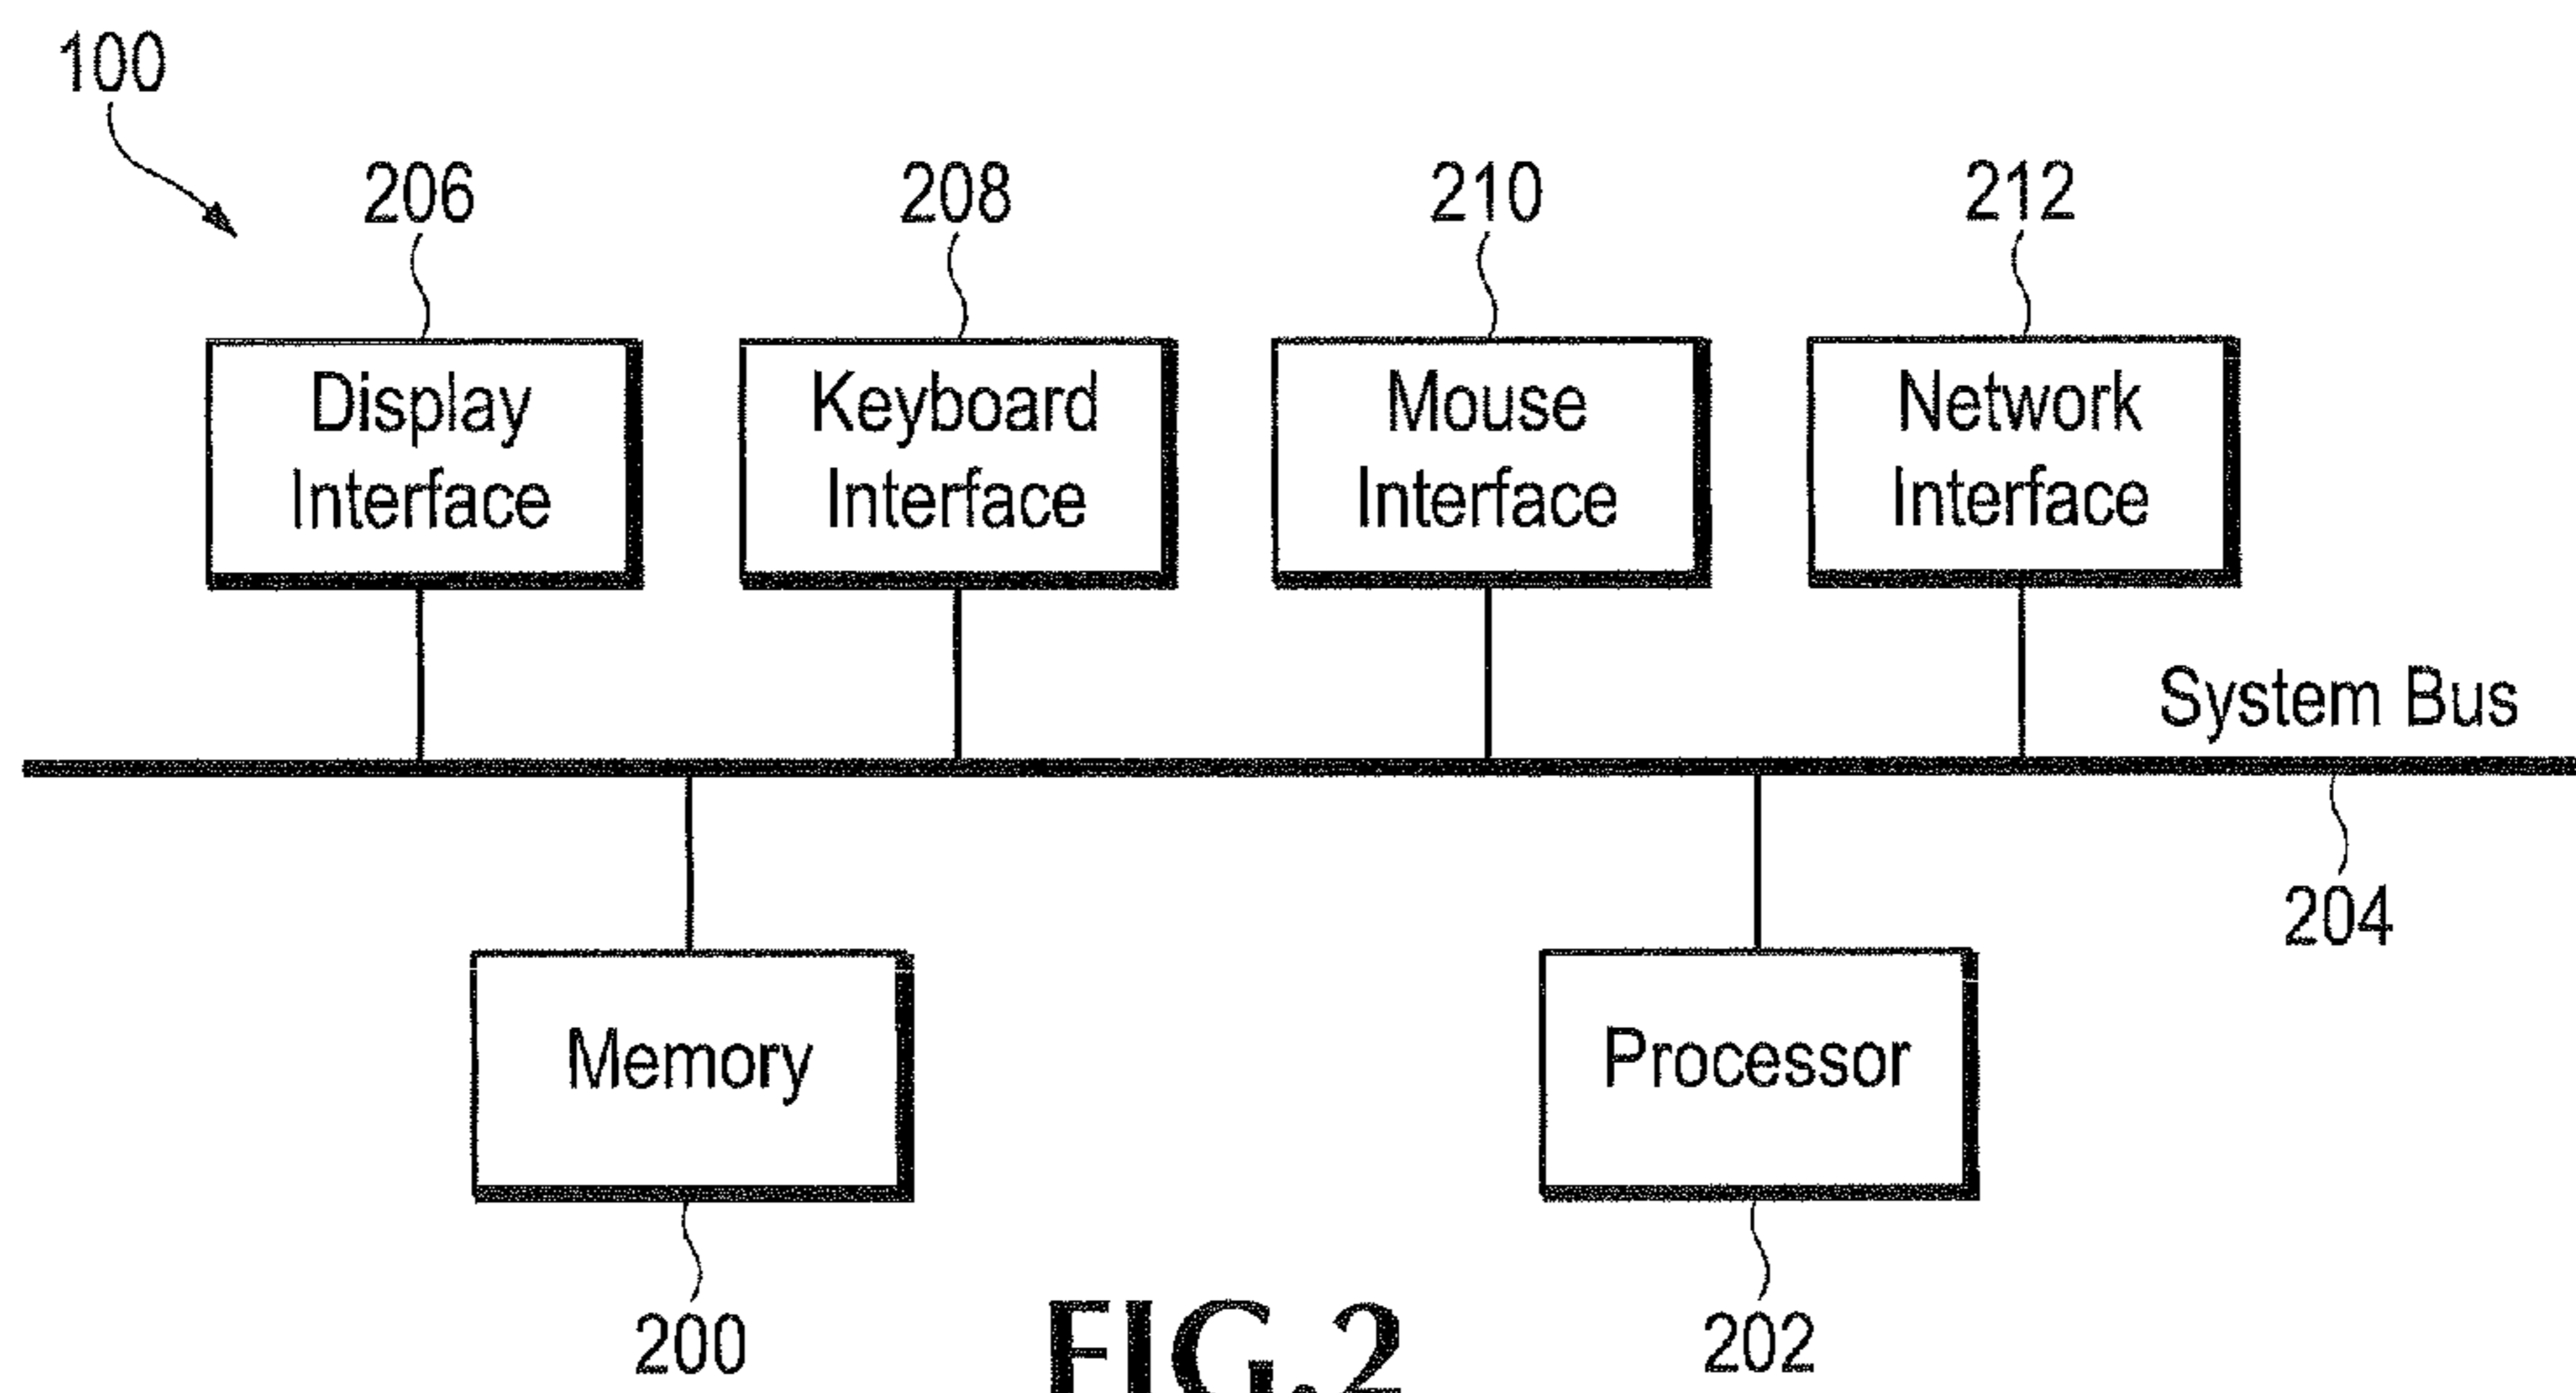 100
206
208
210
212
Display
Interface
Keyboard
Interface
Mouse
Interface
Network
Interface
System Bus
204
Memory
Processor
200
202
FIG.2